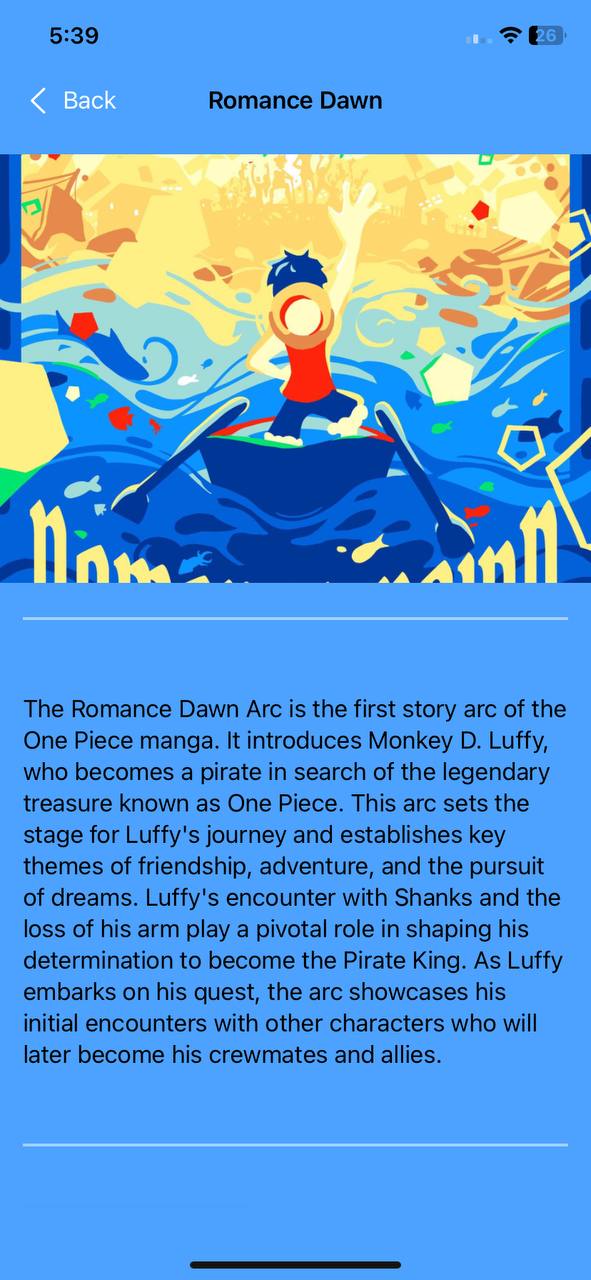 5:39
26
Back
Romance Dawn
The Romance Dawn Arc is the first story arc of the
One Piece manga. It introduces Monkey D. Luffy,
who becomes a pirate in search of the legendary
treasure known as One Piece. This arc sets the
stage for Luffy's journey and establishes key
themes of friendship, adventure, and the pursuit
of dreams. Luffy's encounter with Shanks and the
loss of his arm play a pivotal role in shaping his
determination to become the Pirate King. As Luffy
embarks on his quest, the arc showcases his
initial encounters with other characters who will
later become his crewmates and allies.